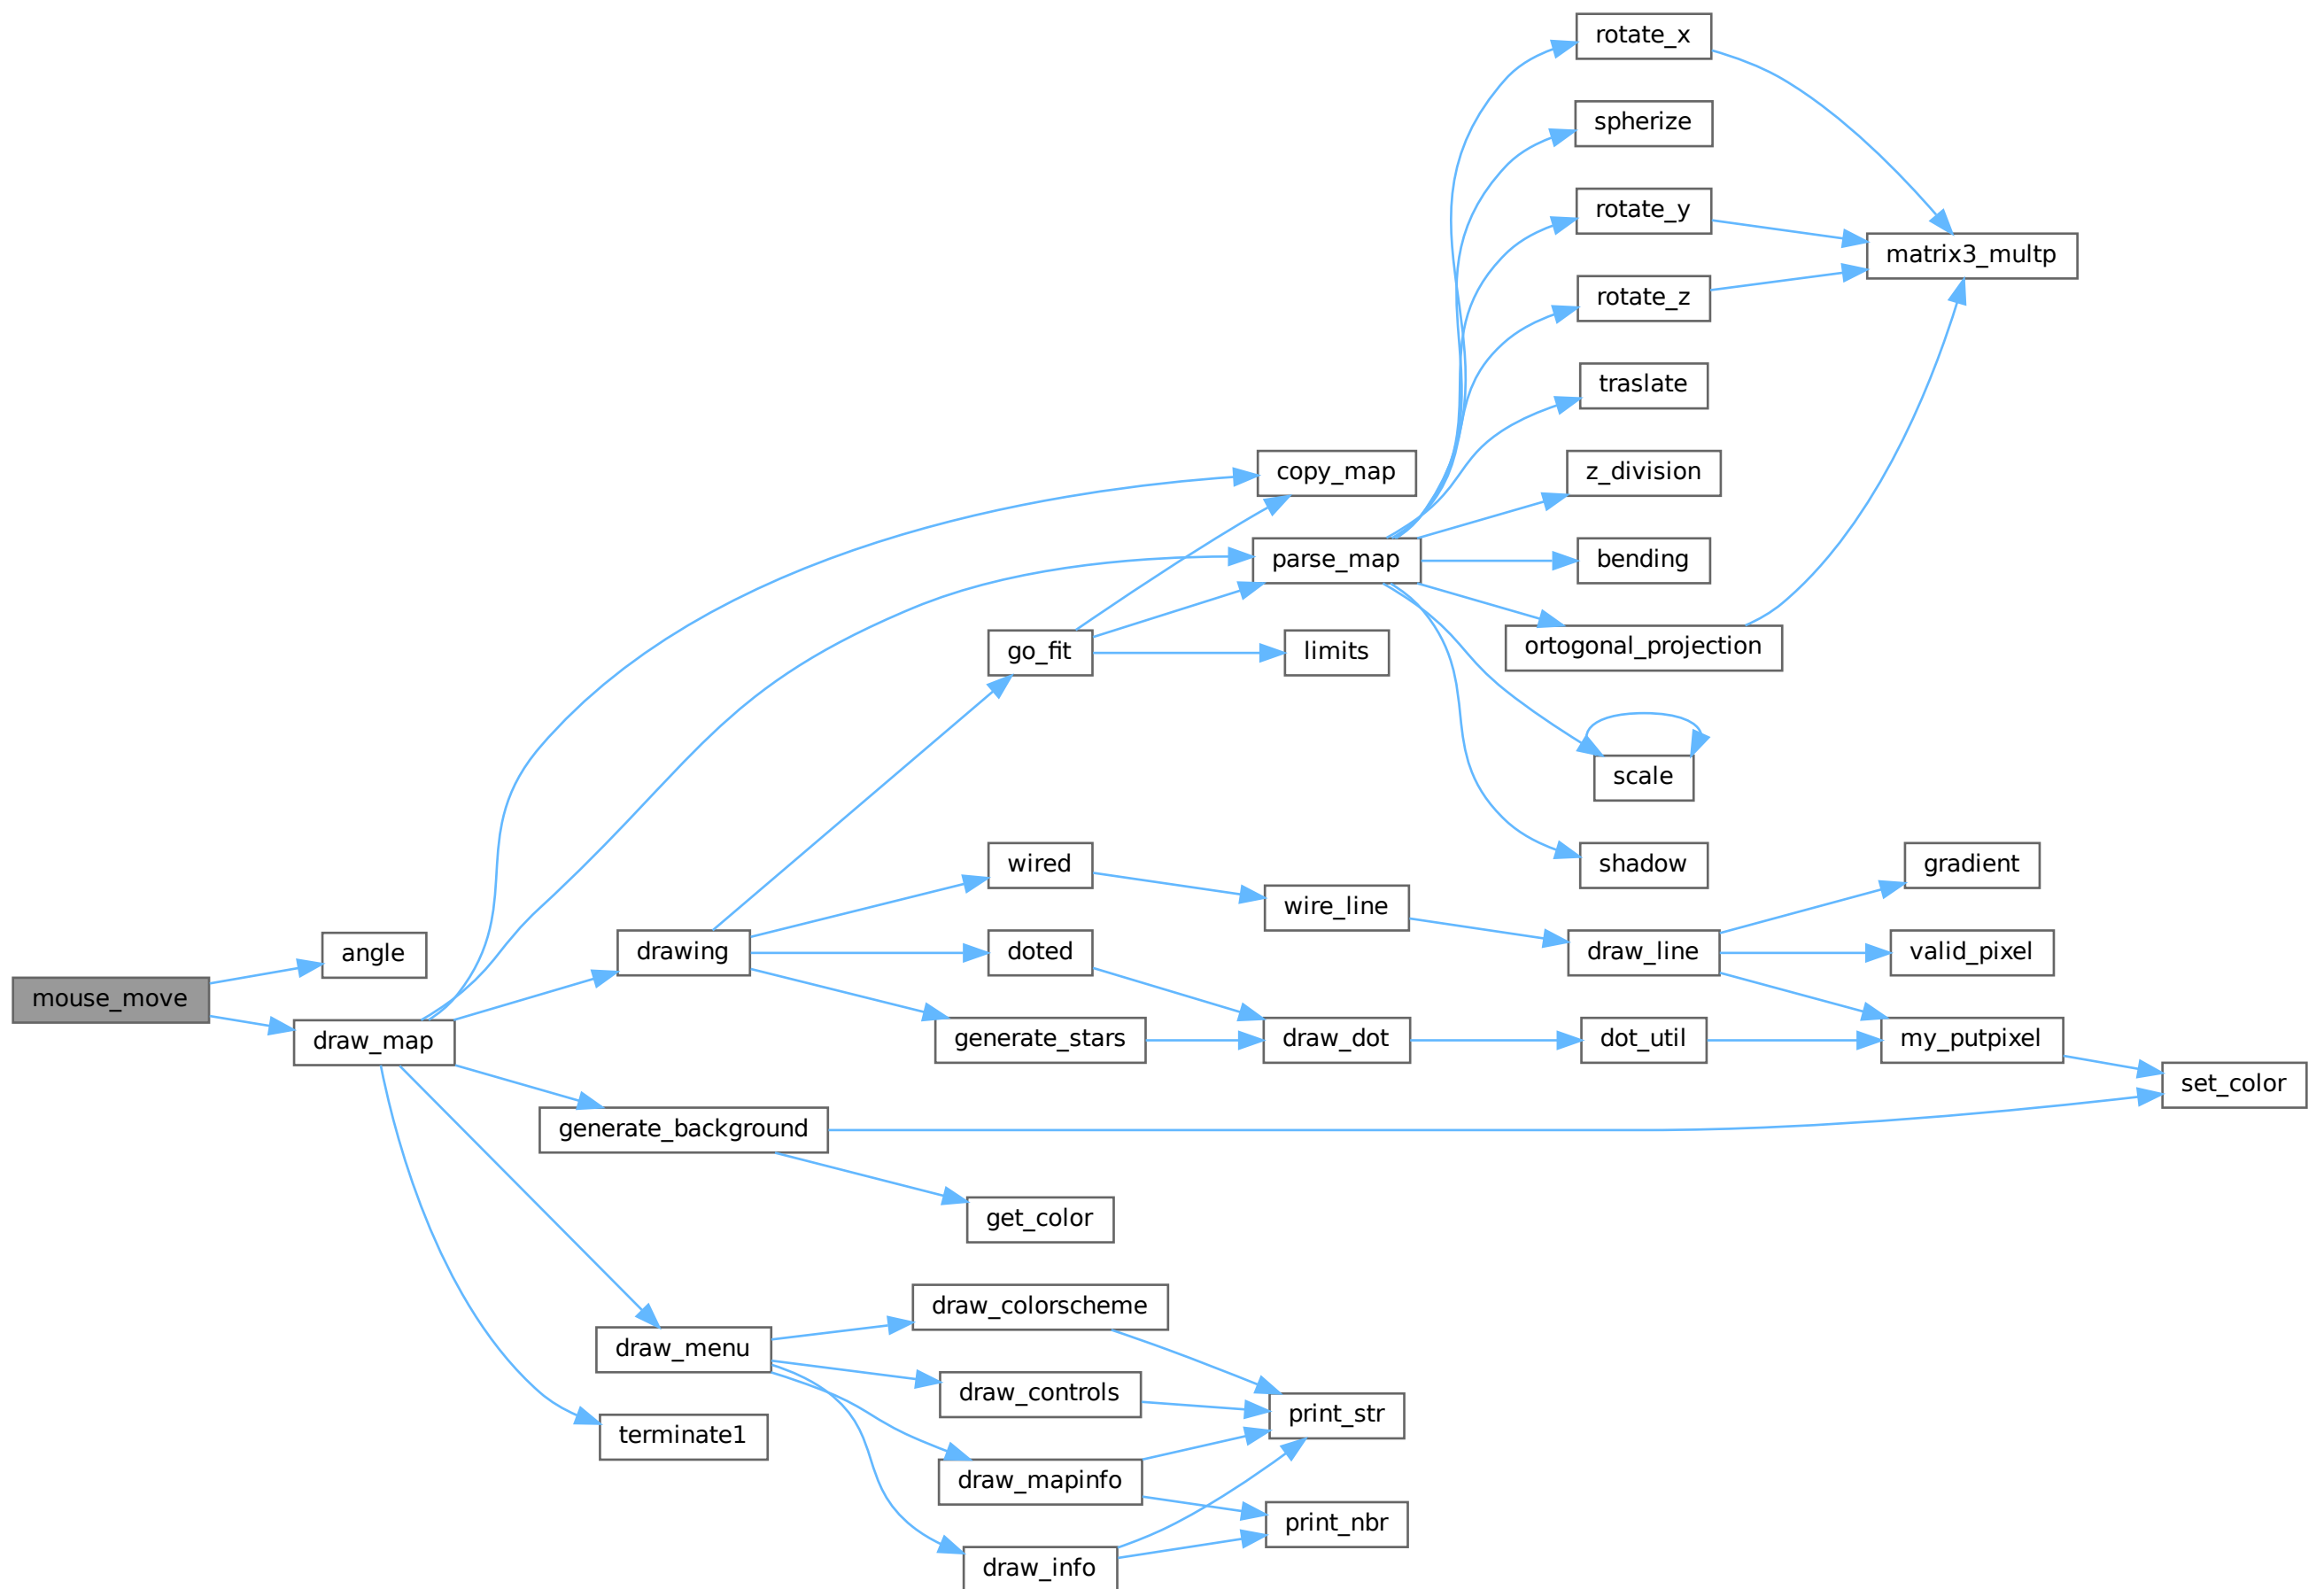 rotate_x
spherize
rotate_y
matrix3_multp
rotate_z
traslate
copy_map
z_division
parse_map
bending
go_fit
limits
ortogonal_projection
scale
wired
shadow
gradient
wire_line
angle
drawing
doted
draw_line
valid_pixel
mouse_move
draw_map
generate_stars
draw_dot
dot_util
my_putpixel
set_color
generate_background
get_color
draw_colorscheme
draw_menu
draw_controls
print_str
terminate1
draw_mapinfo
print_nbr
draw_info